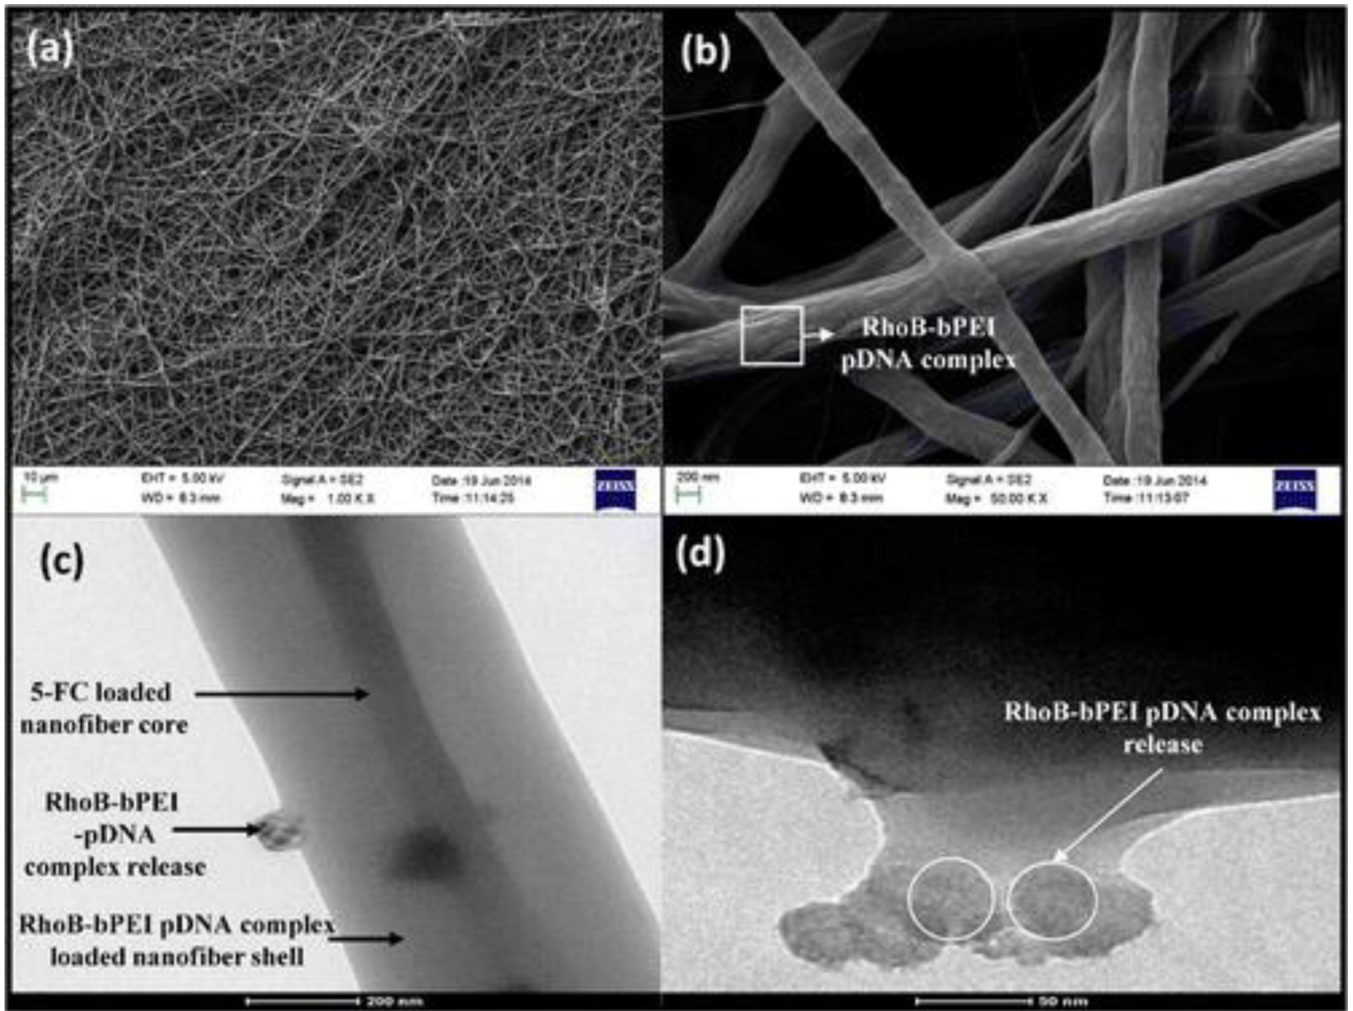 (a)
(b)
RhoB-bPEI
pDNA complex
10 µm
EHT = 5.00 kV
Signal A = SE2
Date :19 Jun 2014
WD = 8.3 mm
Mag = 1.00 K X
Time :11:14:25
ZEISS
200 nm
EHT = 5.00 kV
Signal A = SE2
Date :19 Jun 2014
WD = 8.3 mm
Mag = 50.00 K X
Time :11:13:07
ZEISS
(c)
5-FC loaded
nanofiber core
RhoB-bPEI
-pDNA
complex release
RhoB-bPEI pDNA complex
loaded nanofiber shell
200 nm
(d)
RhoB-bPEI pDNA complex
release
50 nm